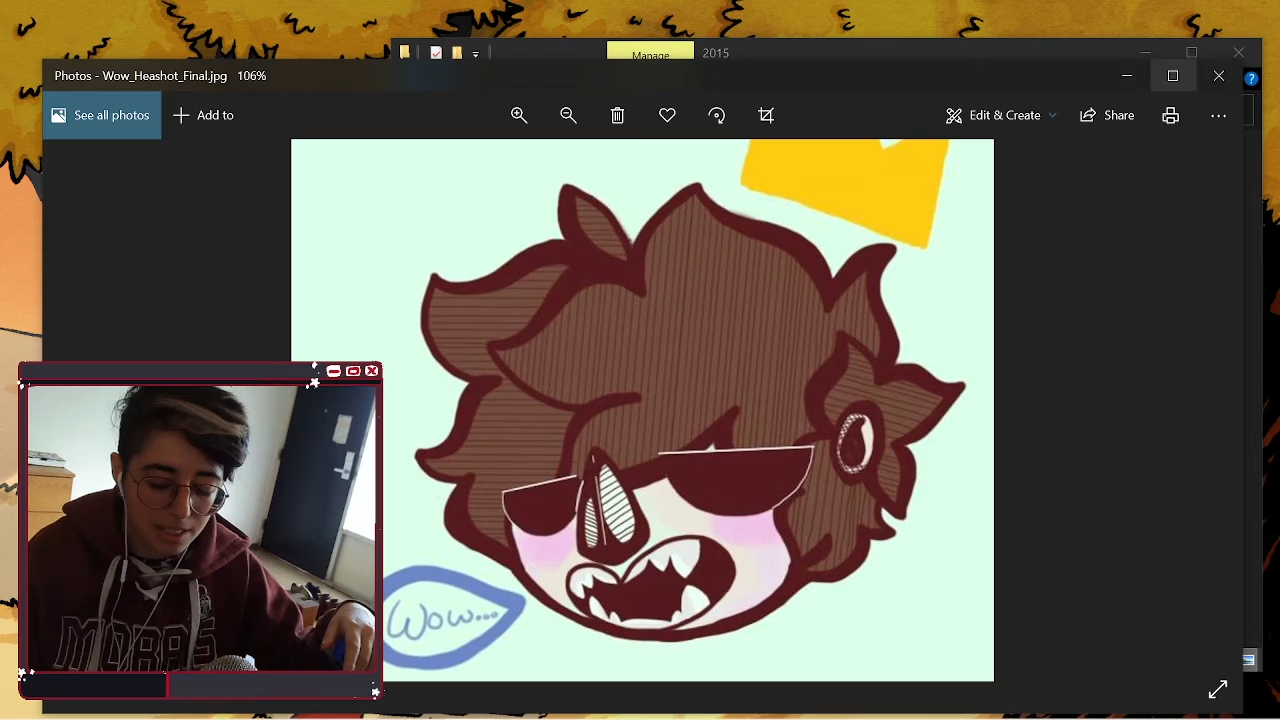 Manage
2015
Photos - Wow_Heashot_Final.jpg 106%
See all photos
Add to
Edit & Create
Share
Wow...